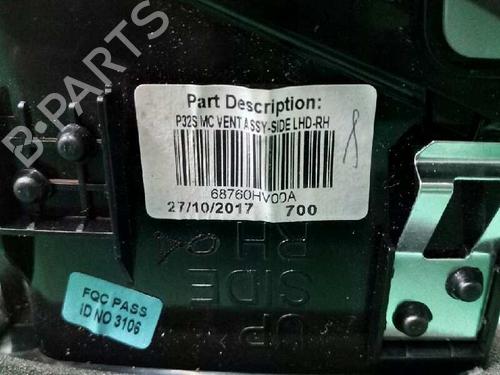 B-PARTS
Part Description:
P32S MC VENT ASSY-SIDE LHD-RH
68760HV00A
27/10/2017 700
RH
SIDE
UP
FQC PASS
ID NO 3106